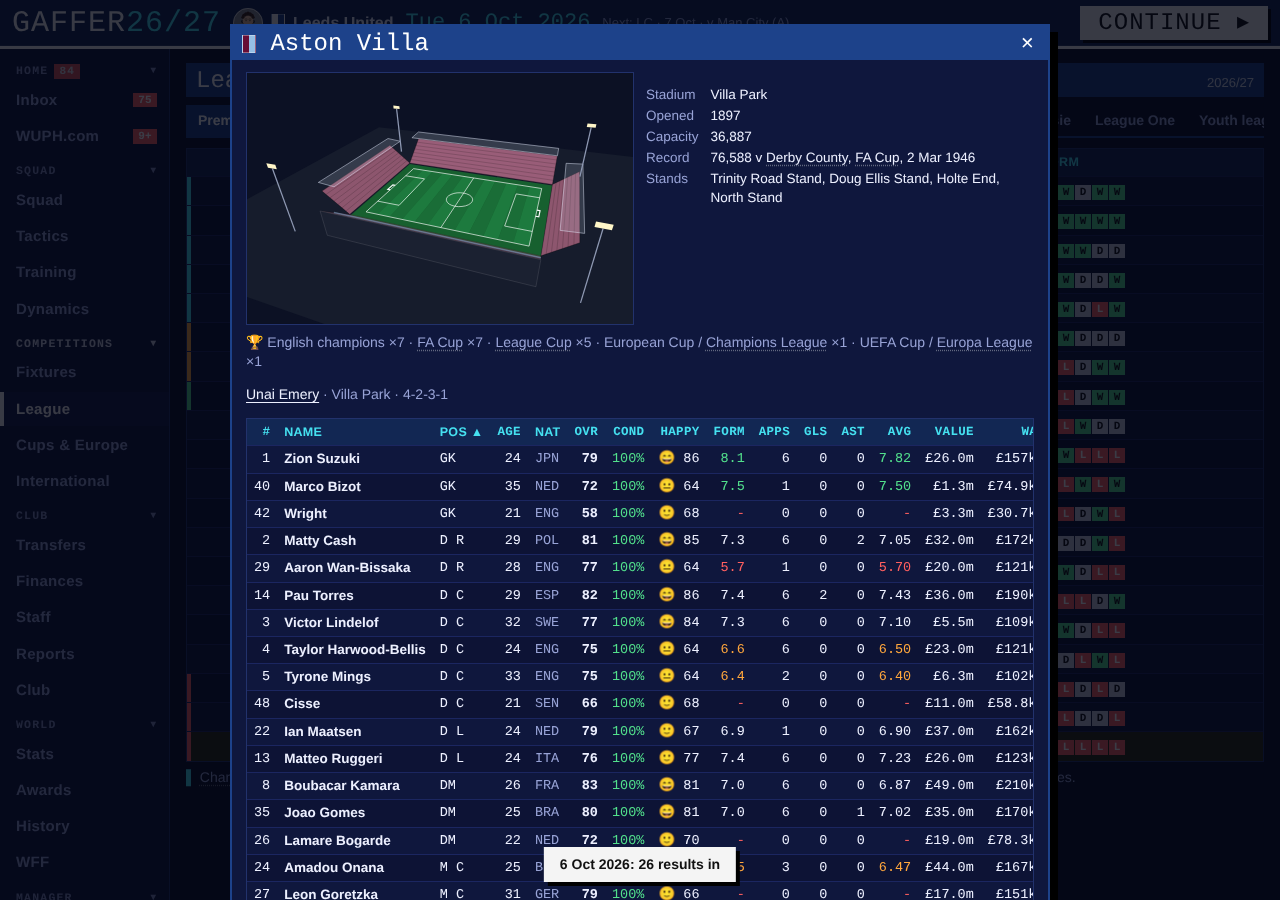 GAFFER26/27 Leeds United Tue 6 Oct 2026 Next: LC · 7 Oct · v Man City (A) CONTINUE ▶
Aston Villa ✕
HOME 84 ▼
Inbox 75
WUPH.com 9+
SQUAD ▼
Squad
Tactics
Training
Dynamics
COMPETITIONS ▼
Fixtures
League
Cups & Europe
International
CLUB ▼
Transfers
Finances
Staff
Reports
Club
WORLD ▼
Stats
Awards
History
WFF
MANAGER
2026/27
League One Youth
Stadium Villa Park
Opened 1897
Capacity 36,887
Record 76,588 v Derby County, FA Cup, 2 Mar 1946
Stands Trinity Road Stand, Doug Ellis Stand, Holte End,
North Stand
🏆 English champions ×7 · FA Cup ×7 · League Cup ×5 · European Cup / Champions League ×1 · UEFA Cup / Europa League
×1
Unai Emery · Villa Park · 4-2-3-1
# NAME POS ▲ AGE NAT OVR COND HAPPY FORM APPS GLS AST AVG VALUE WA
1 Zion Suzuki GK 24 JPN 79 100% 😄 86 8.1 6 0 0 7.82 £26.0m £157k
40 Marco Bizot GK 35 NED 72 100% 😐 64 7.5 1 0 0 7.50 £1.3m £74.9k
42 Wright GK 21 ENG 58 100% 🙂 68 - 0 0 0 - £3.3m £30.7k
2 Matty Cash D R 29 POL 81 100% 😄 85 7.3 6 0 2 7.05 £32.0m £172k
29 Aaron Wan-Bissaka D R 28 ENG 77 100% 😐 64 5.7 1 0 0 5.70 £20.0m £121k
14 Pau Torres D C 29 ESP 82 100% 😄 86 7.4 6 2 0 7.43 £36.0m £190k
3 Victor Lindelof D C 32 SWE 77 100% 😄 84 7.3 6 0 0 7.10 £5.5m £109k
4 Taylor Harwood-Bellis D C 24 ENG 75 100% 😐 64 6.6 6 0 0 6.50 £23.0m £121k
5 Tyrone Mings D C 33 ENG 75 100% 😐 64 6.4 2 0 0 6.40 £6.3m £102k
48 Cisse D C 21 SEN 66 100% 🙂 68 - 0 0 0 - £11.0m £58.8k
22 Ian Maatsen D L 24 NED 79 100% 🙂 67 6.9 1 0 0 6.90 £37.0m £162k
13 Matteo Ruggeri D L 24 ITA 76 100% 🙂 77 7.4 6 0 0 7.23 £26.0m £123k
8 Boubacar Kamara DM 26 FRA 83 100% 😄 81 7.0 6 0 0 6.87 £49.0m £210k
35 Joao Gomes DM 25 BRA 80 100% 😄 81 7.0 6 0 1 7.02 £35.0m £170k
26 Lamare Bogarde DM 22 NED 72 100% 🙂 70 - 0 0 0 - £19.0m £78.3k
24 Amadou Onana M C 25 3 0 0 6.47 £44.0m £167k
27 Leon Goretzka M C 31 GER 79 100% 🙂 66 - 0 0 0 - £17.0m £151k
6 Oct 2026: 26 results in